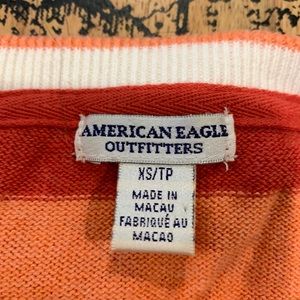 AMERICAN EAGLE
OUTFITTERS
XS/TP
MADE IN
MACAU
FABRIQUÉ AU
MACAO